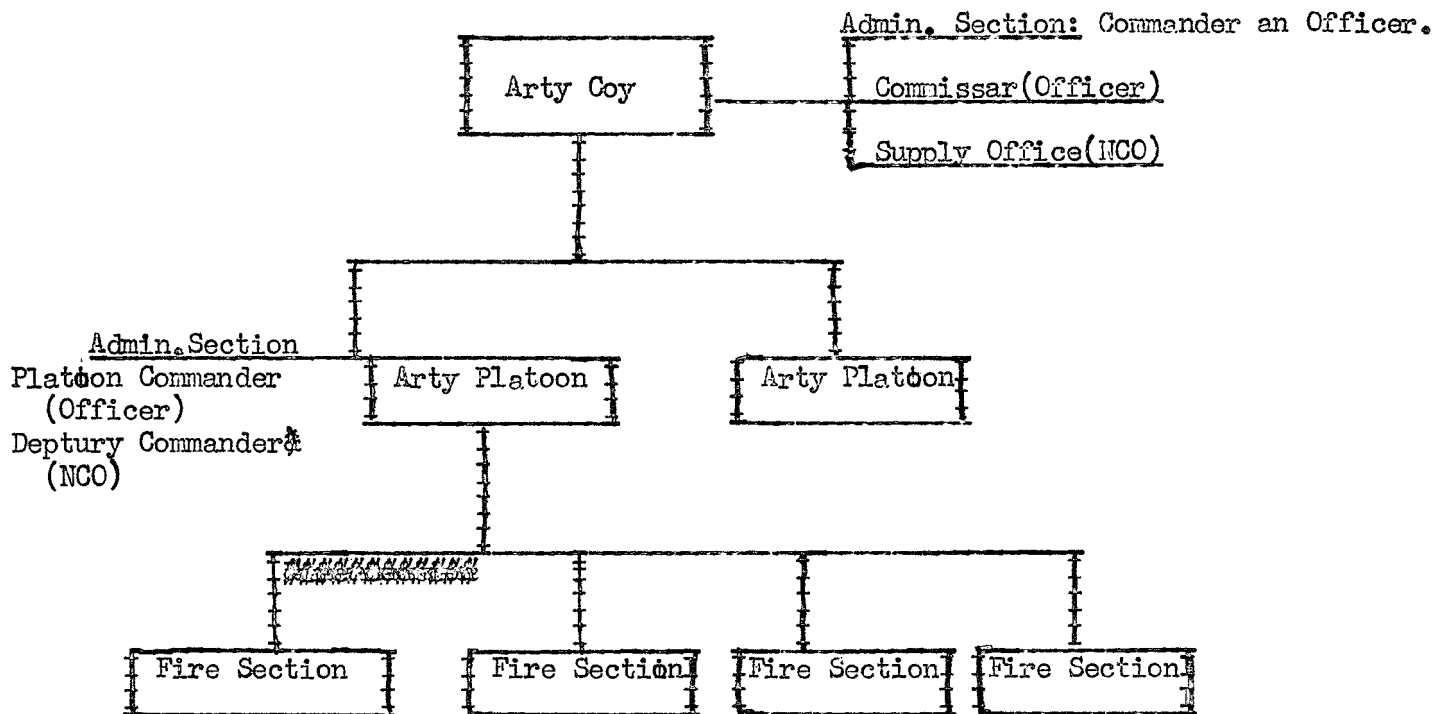 Admin. Section: Commander an Officer.
Arty Coy
Commissar(Officer)
Supply Office(NCO)
Admin.Section
Platoon Commander
(Officer)
Deptury Commander
(NCO)
Arty Platoon
Arty Platoon
Fire Section
Fire Section
Fire Section
Fire Section